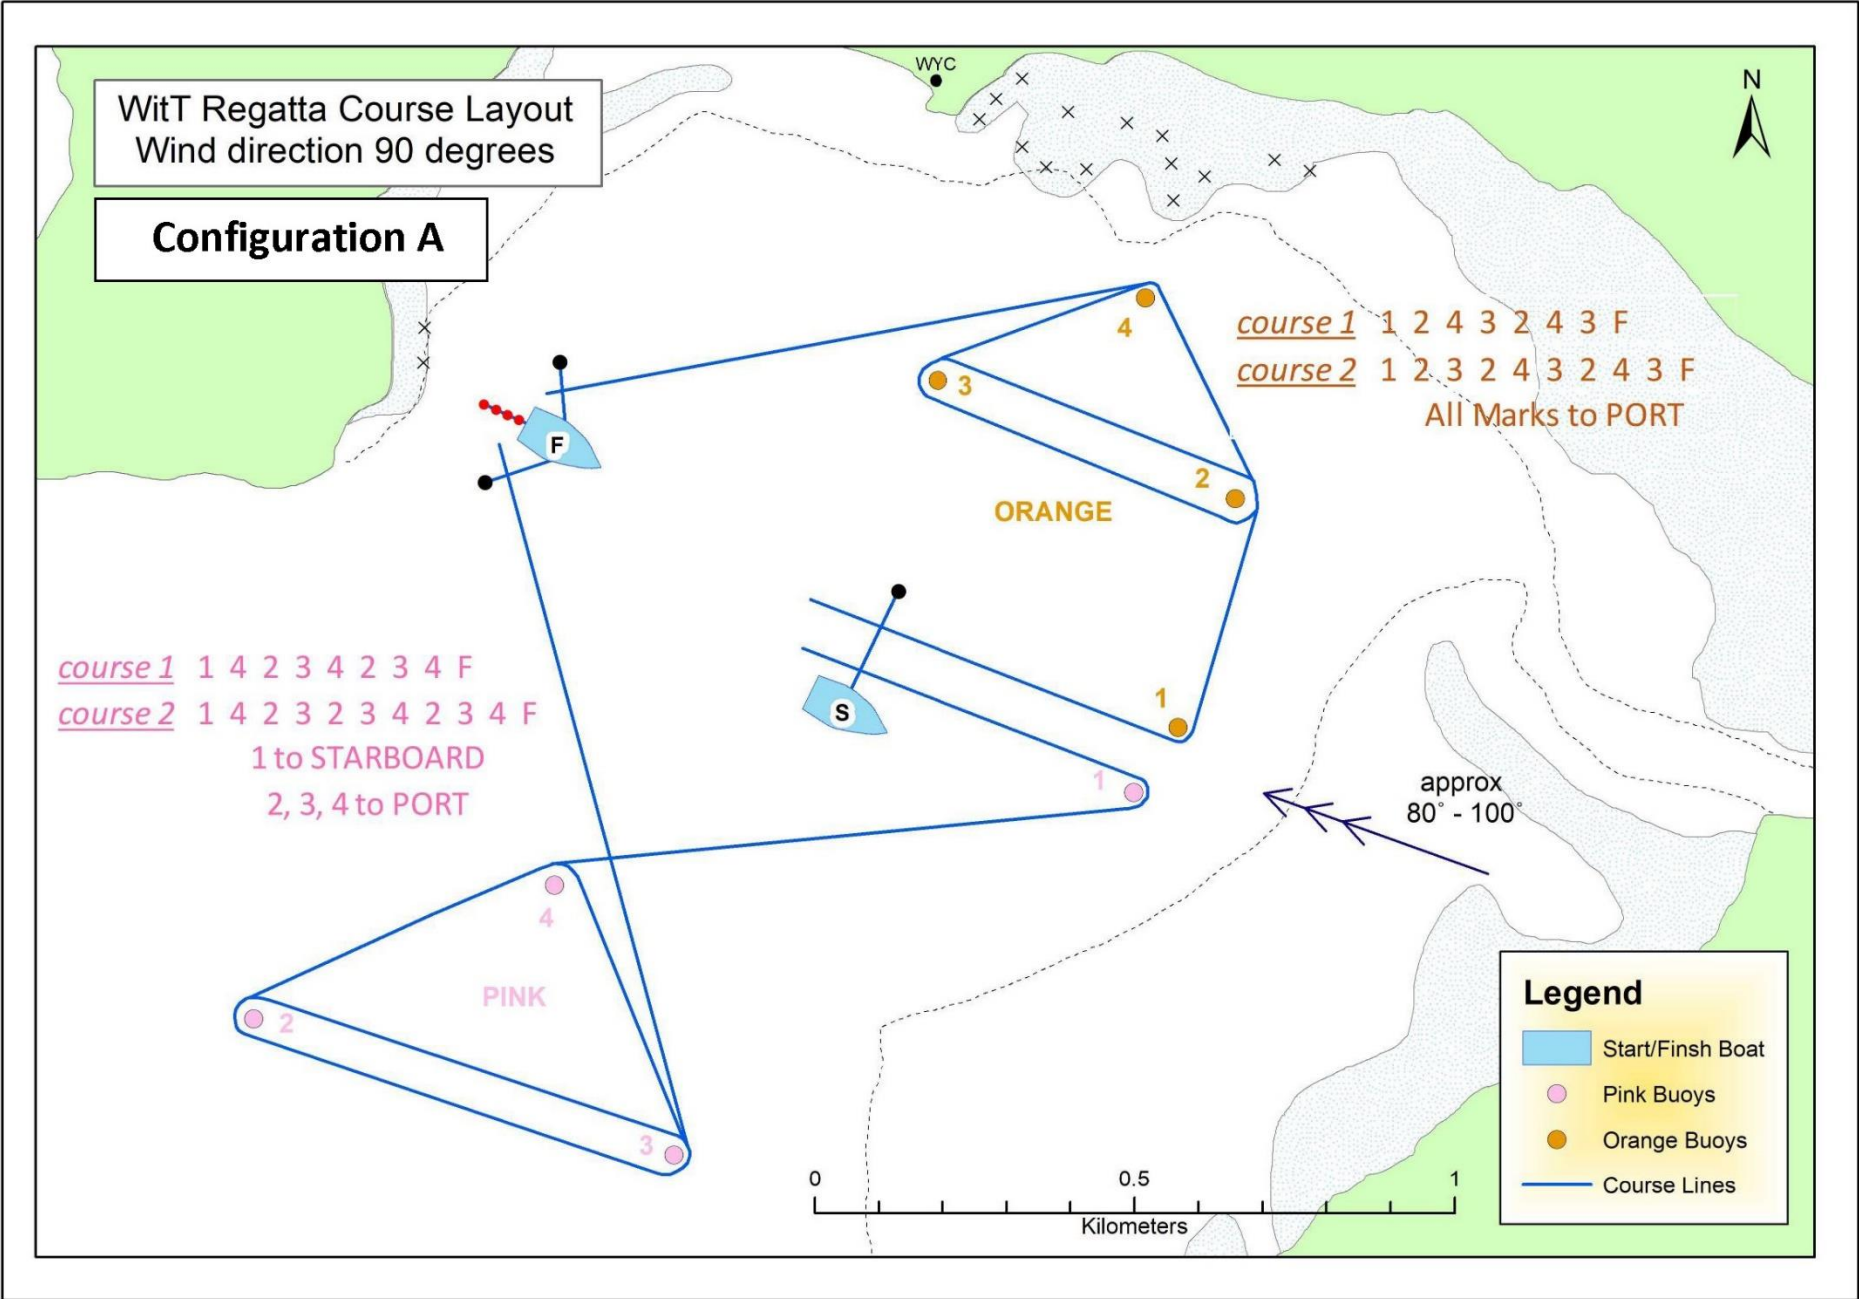 WitT Regatta Course Layout
Wind direction 90 degrees
Configuration A
WYC
N
4
3
2
ORANGE
1
course 1 1 2 4 3 2 4 3 F
course 2 1 2 3 2 4 3 2 4 3 F
All Marks to PORT
F
S
course 1 1 4 2 3 4 2 3 4 F
course 2 1 4 2 3 2 3 4 2 3 4 F
1 to STARBOARD
2, 3, 4 to PORT
1
approx
80° - 100°
4
PINK
2
3
0 0.5 1
Kilometers
Legend
Start/Finsh Boat
Pink Buoys
Orange Buoys
Course Lines